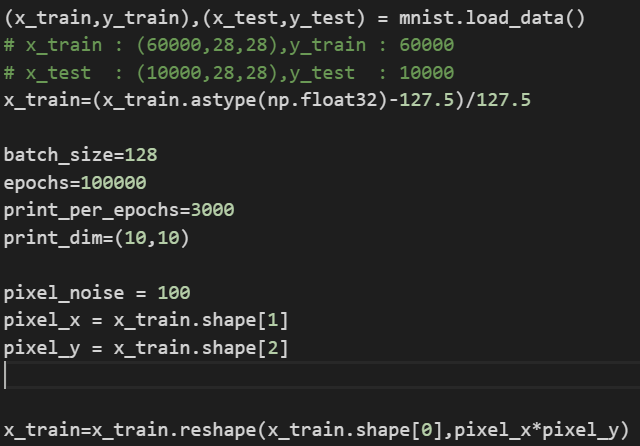 (x_train,y_train),(x_test,y_test) = mnist.load_data()
# x_train : (60000,28,28),y_train : 60000
# x_test  : (10000,28,28),y_test  : 10000
x_train=(x_train.astype(np.float32)-127.5)/127.5
batch_size=128
epochs=100000
print_per_epochs=3000
print_dim=(10,10)
pixel_noise = 100
pixel_x = x_train.shape[1]
pixel_y = x_train.shape[2]
x_train=x_train.reshape(x_train.shape[0],pixel_x*pixel_y)